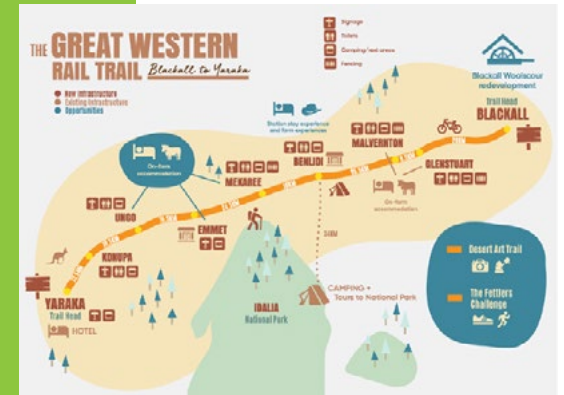 THE GREAT WESTERN
RAIL TRAIL Blackall to Yaraka
New Infrastructure
Existing Infrastructure
Opportunities
Signage
Toilets
Camping/rest areas
Fencing
Blackall Woolscour
redevelopment
Trail Head
BLACKALL
Station stay experience
and farm experiences
MALVERNTON
BENLIDI
GLENSTUART
On-farm
accommodation
MEKAREE
On-farm
accommodation
UNGO
EMMET
KONUPA
YARAKA
Trail Head
HOTEL
IDALIA
National Park
CAMPING +
Tours to National Park
Desert Art Trail
The Fettlers
Challenge